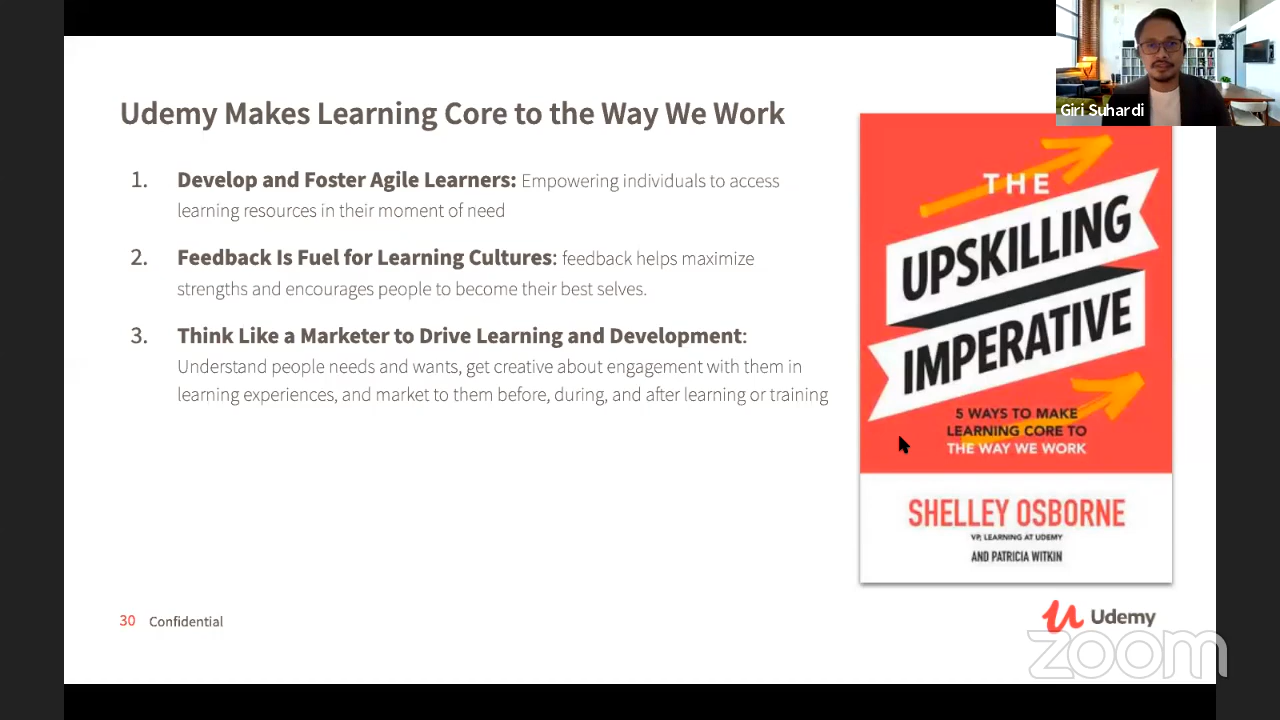 Giri Suhardi
Udemy Makes Learning Core to the Way We Work
1. Develop and Foster Agile Learners: Empowering individuals to access
learning resources in their moment of need
2. Feedback Is Fuel for Learning Cultures: feedback helps maximize
strengths and encourages people to become their best selves.
3. Think Like a Marketer to Drive Learning and Development:
Understand people needs and wants, get creative about engagement with them in
learning experiences, and market to them before, during, and after learning or training
THE
UPSKILLING
IMPERATIVE
5 WAYS TO MAKE
LEARNING CORE TO
THE WAY WE WORK
SHELLEY OSBORNE
VP, LEARNING AT UDEMY
AND PATRICIA WITKIN
30 Confidential
Udemy
zoom